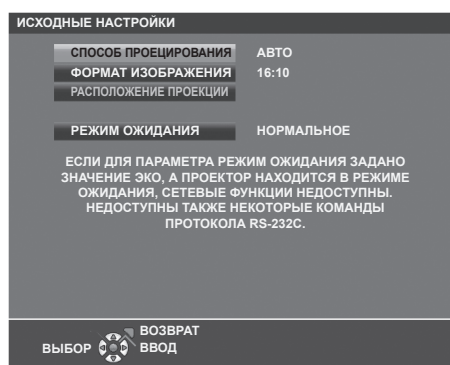 ИСХОДНЫЕ НАСТРОЙКИ
СПОСОБ ПРОЕЦИРОВАНИЯ АВТО
ФОРМАТ ИЗОБРАЖЕНИЯ 16:10
РАСПОЛОЖЕНИЕ ПРОЕКЦИИ
РЕЖИМ ОЖИДАНИЯ НОРМАЛЬНОЕ
ЕСЛИ ДЛЯ ПАРАМЕТРА РЕЖИМ ОЖИДАНИЯ ЗАДАНО
ЗНАЧЕНИЕ ЭКО, А ПРОЕКТОР НАХОДИТСЯ В РЕЖИМЕ
ОЖИДАНИЯ, СЕТЕВЫЕ ФУНКЦИИ НЕДОСТУПНЫ.
НЕДОСТУПНЫ ТАКЖЕ НЕКОТОРЫЕ КОМАНДЫ
ПРОТОКОЛА RS-232C.
ВОЗВРАТ
ВЫБОР ВВОД